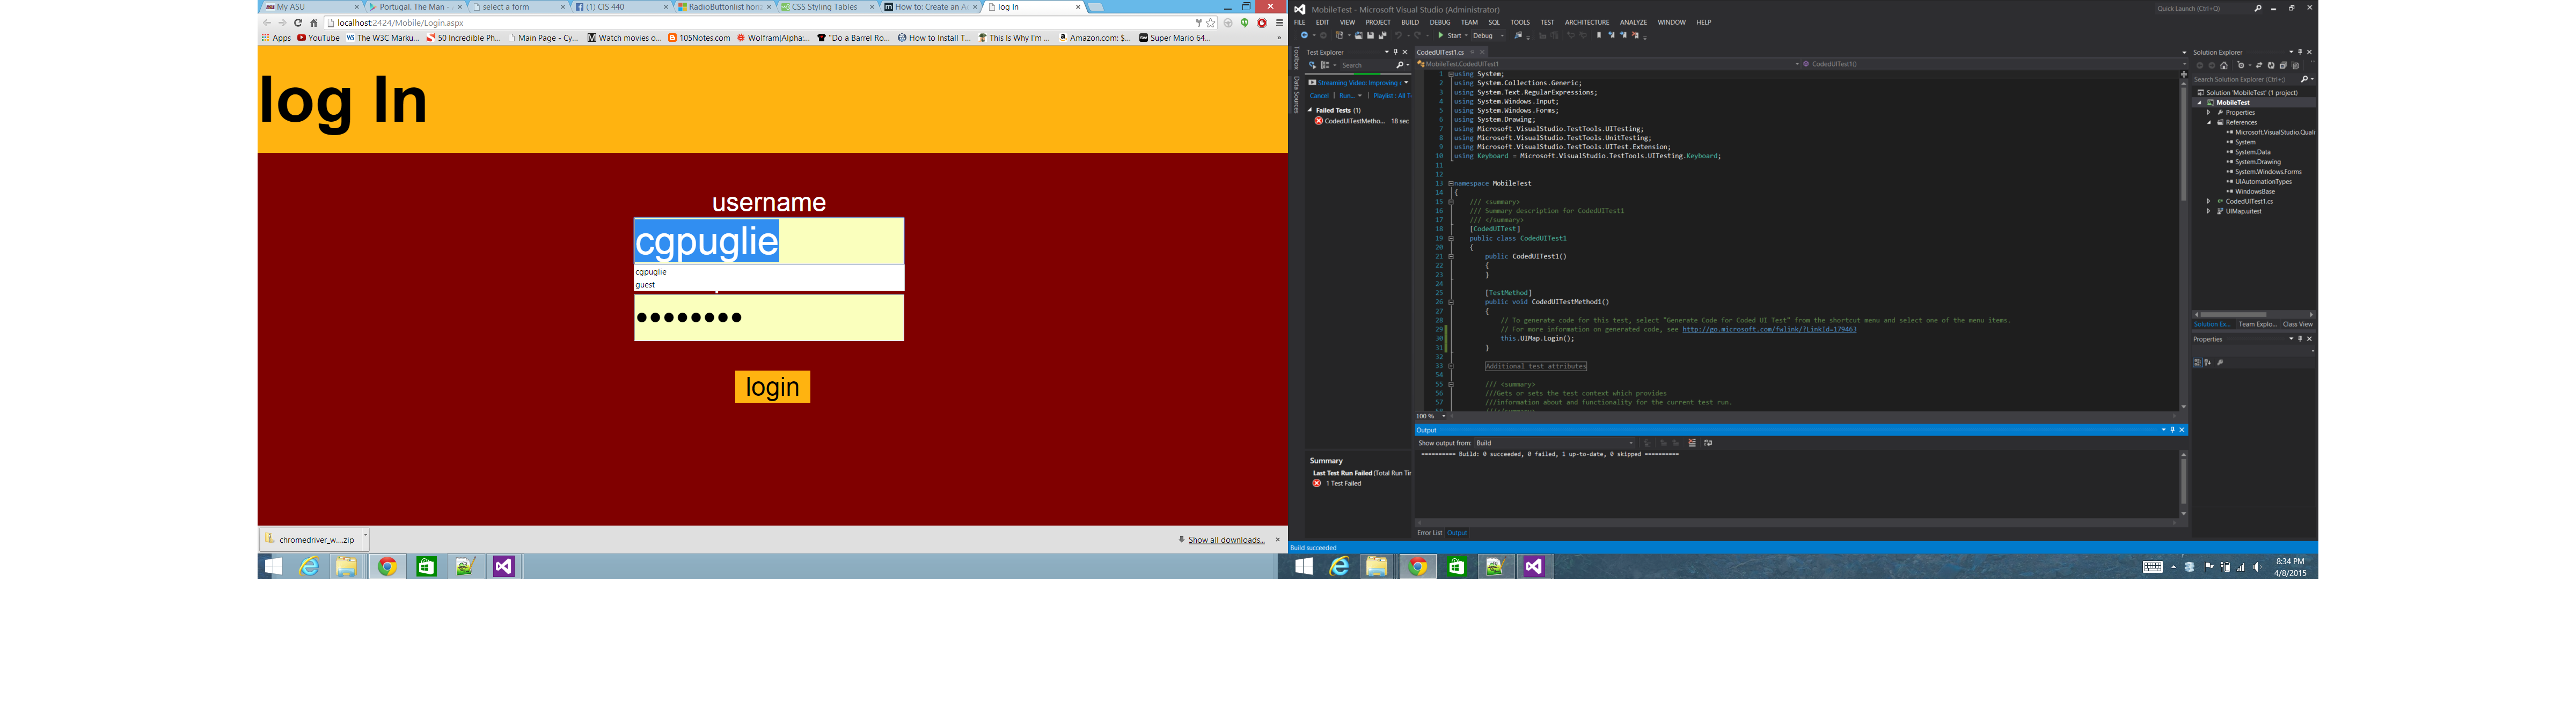 My ASU
Portugal. The Man -
select a form
(1) CIS 440
RadioButtonlist hori
CSS Styling Tables
How to: Create an A
log In
localhost:2424/Mobile/Login.aspx
Apps
YouTube
The W3C Marku...
50 Incredible Ph...
Main Page - Cy...
Watch movies o...
105Notes.com
Wolfram|Alpha:...
"Do a Barrel Ro...
How to Install T...
This Is Why I'm ...
Amazon.com: $...
Super Mario 64...
»
log In
username
cgpuglie
cgpuglie
guest
login
chromedriver_w....zip
Show all downloads...
MobileTest - Microsoft Visual Studio (Administrator)
Quick Launch (Ctrl+Q)
FILE EDIT VIEW PROJECT BUILD DEBUG TEAM SQL TOOLS TEST ARCHITECTURE ANALYZE WINDOW HELP
Start Debug
Toolbox
Data Sources
Test Explorer
Search
Streaming Video: Improving
Cancel | Run... | Playlist : All T
Failed Tests (1)
CodedUITestMetho... 18 sec
Summary
Last Test Run Failed (Total Run Ti
1 Test Failed
CodedUITest1.cs
MobileTest.CodedUITest1
CodedUITest1()
1 using System;
2 using System.Collections.Generic;
3 using System.Text.RegularExpressions;
4 using System.Windows.Input;
5 using System.Windows.Forms;
6 using System.Drawing;
7 using Microsoft.VisualStudio.TestTools.UITesting;
8 using Microsoft.VisualStudio.TestTools.UnitTesting;
9 using Microsoft.VisualStudio.TestTools.UITest.Extension;
10 using Keyboard = Microsoft.VisualStudio.TestTools.UITesting.Keyboard;
11
12
13 namespace MobileTest
14 {
15 /// <summary>
16 /// Summary description for CodedUITest1
17 /// </summary>
18 [CodedUITest]
19 public class CodedUITest1
20 {
21 public CodedUITest1()
22 {
23 }
24
25 [TestMethod]
26 public void CodedUITestMethod1()
27 {
28 // To generate code for this test, select "Generate Code for Coded UI Test" from the shortcut menu and select one of the menu items.
29 // For more information on generated code, see http://go.microsoft.com/fwlink/?LinkId=179463
30 this.UIMap.Login();
31 }
32
33 Additional test attributes
54
55 /// <summary>
56 ///Gets or sets the test context which provides
57 ///information about and functionality for the current test run.
58 ///</summary>
100 %
Output
Show output from: Build
========== Build: 0 succeeded, 0 failed, 1 up-to-date, 0 skipped ==========
Error List Output
Build succeeded
Solution Explorer
Search Solution Explorer (Ctrl+;)
Solution 'MobileTest' (1 project)
MobileTest
Properties
References
Microsoft.VisualStudio.Quali
System
System.Data
System.Drawing
System.Windows.Forms
UIAutomationTypes
WindowsBase
CodedUITest1.cs
UIMap.uitest
Solution Ex... Team Explo... Class View
Properties
8:34 PM
4/8/2015